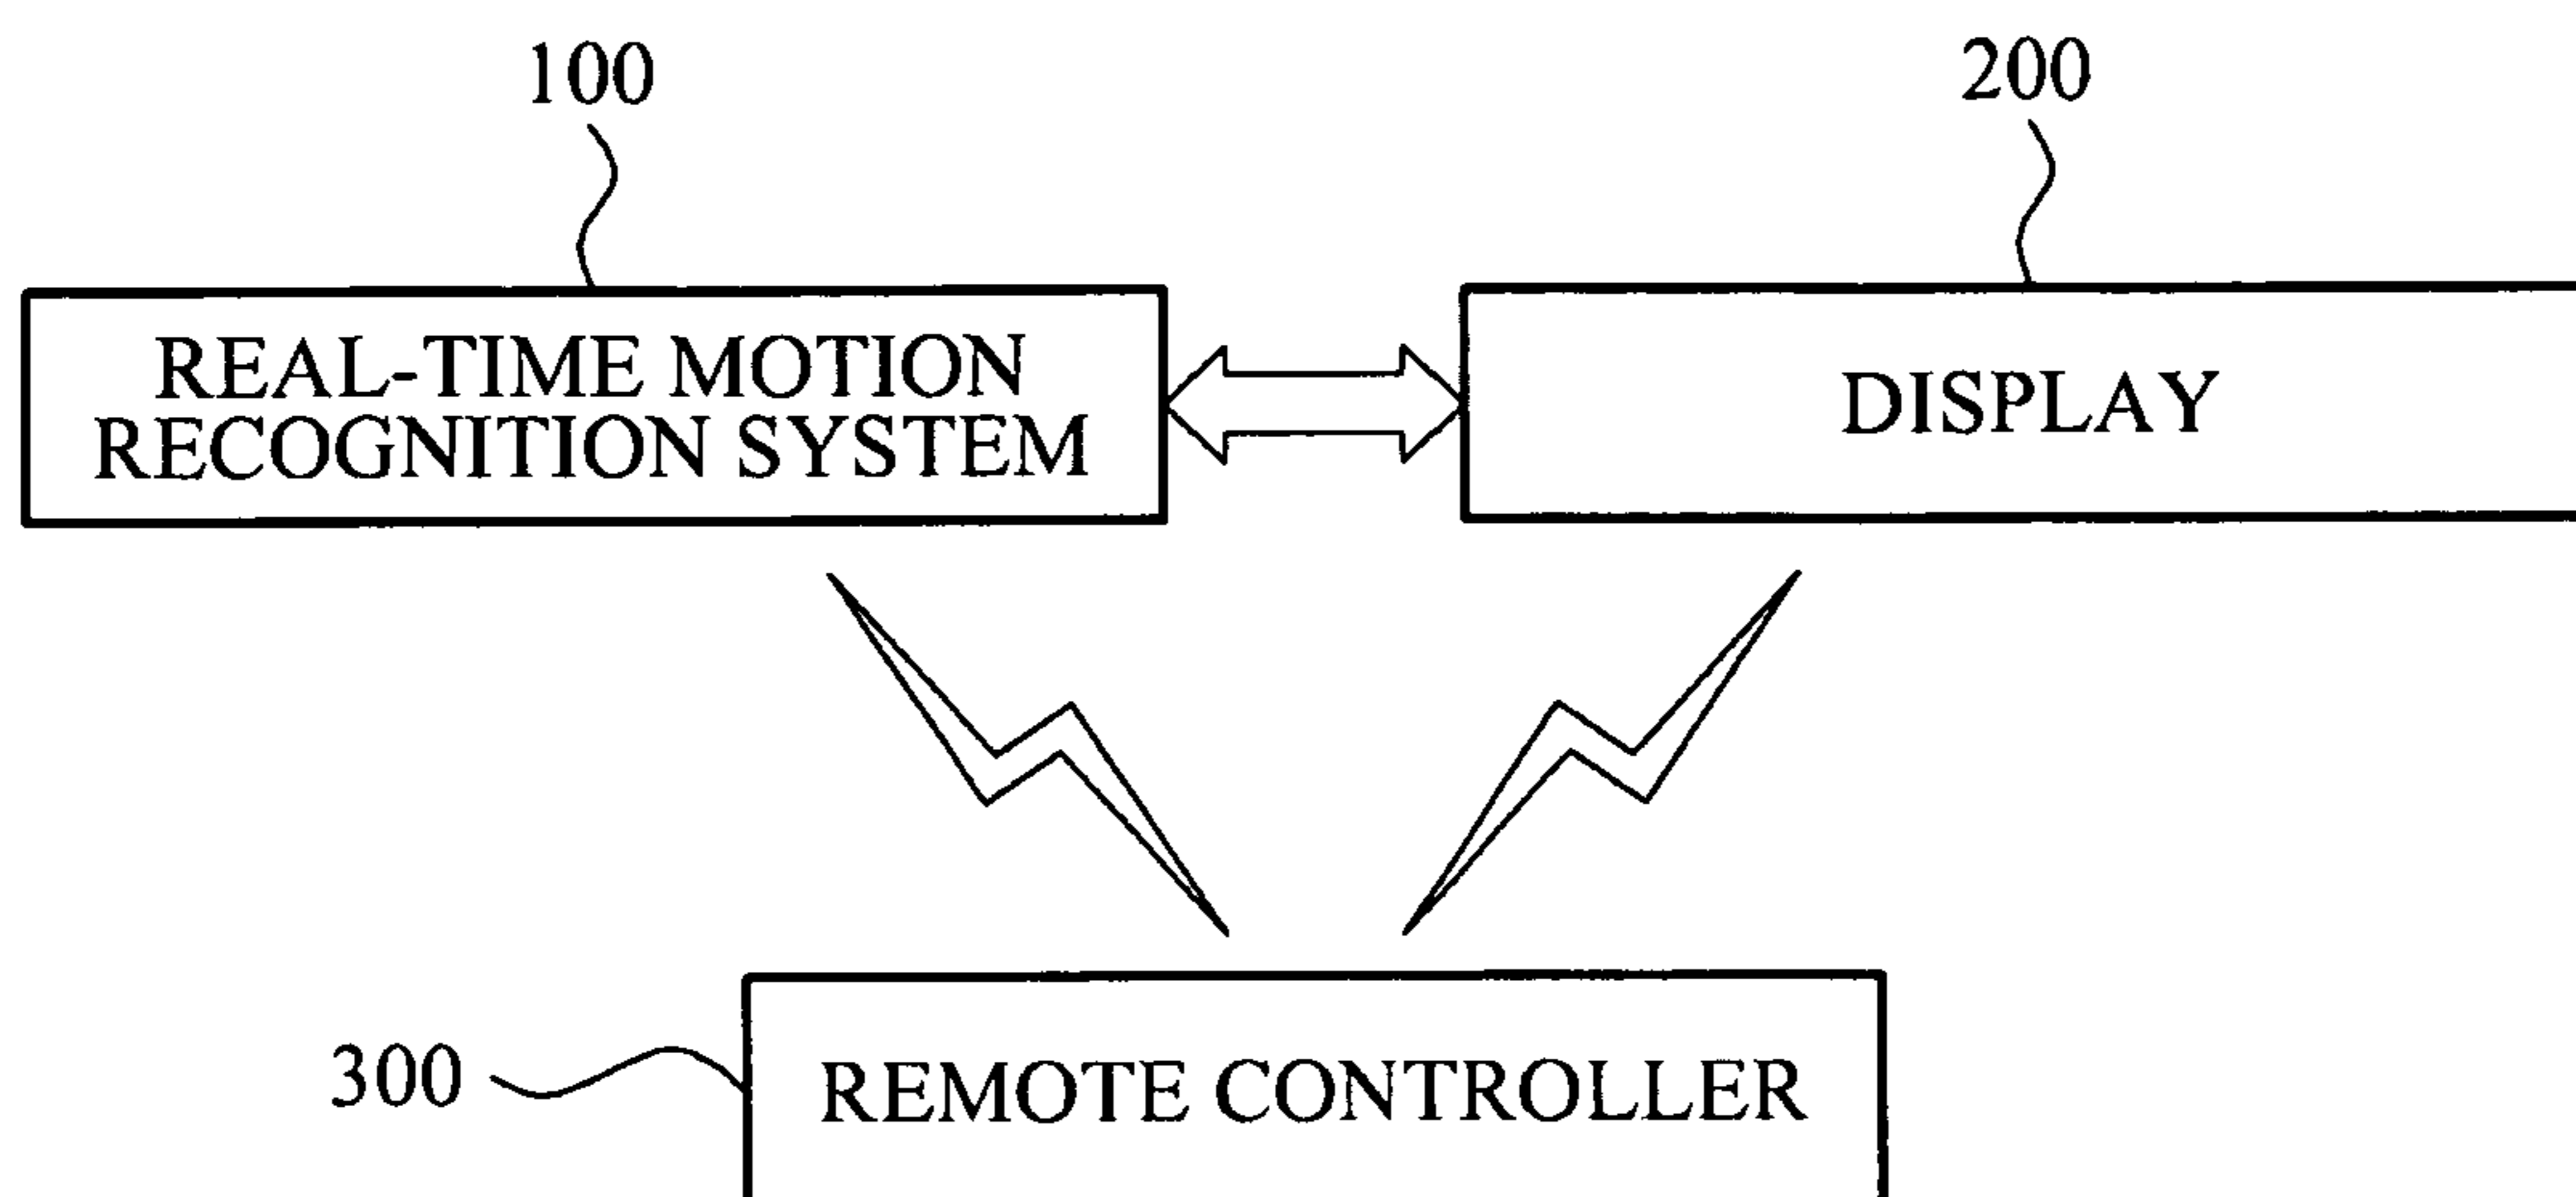 100
200
REAL-TIME MOTION
RECOGNITION SYSTEM
DISPLAY
300
REMOTE CONTROLLER